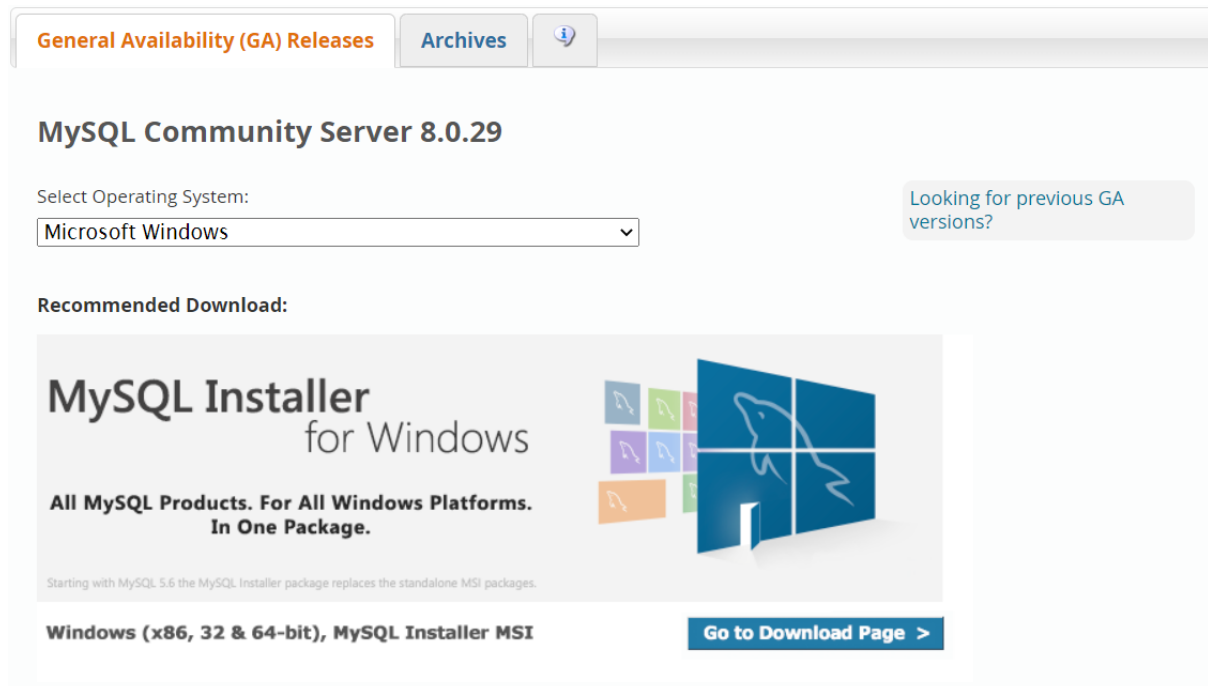 General Availability (GA) Releases
Archives
MySQL Community Server 8.0.29
Select Operating System:
Microsoft Windows
Looking for previous GA
versions?
Recommended Download:
MySQL Installer
for Windows
All MySQL Products. For All Windows Platforms.
In One Package.
Starting with MySQL 5.6 the MySQL Installer package replaces the standalone MSI packages.
Windows (x86, 32 & 64-bit), MySQL Installer MSI
Go to Download Page >